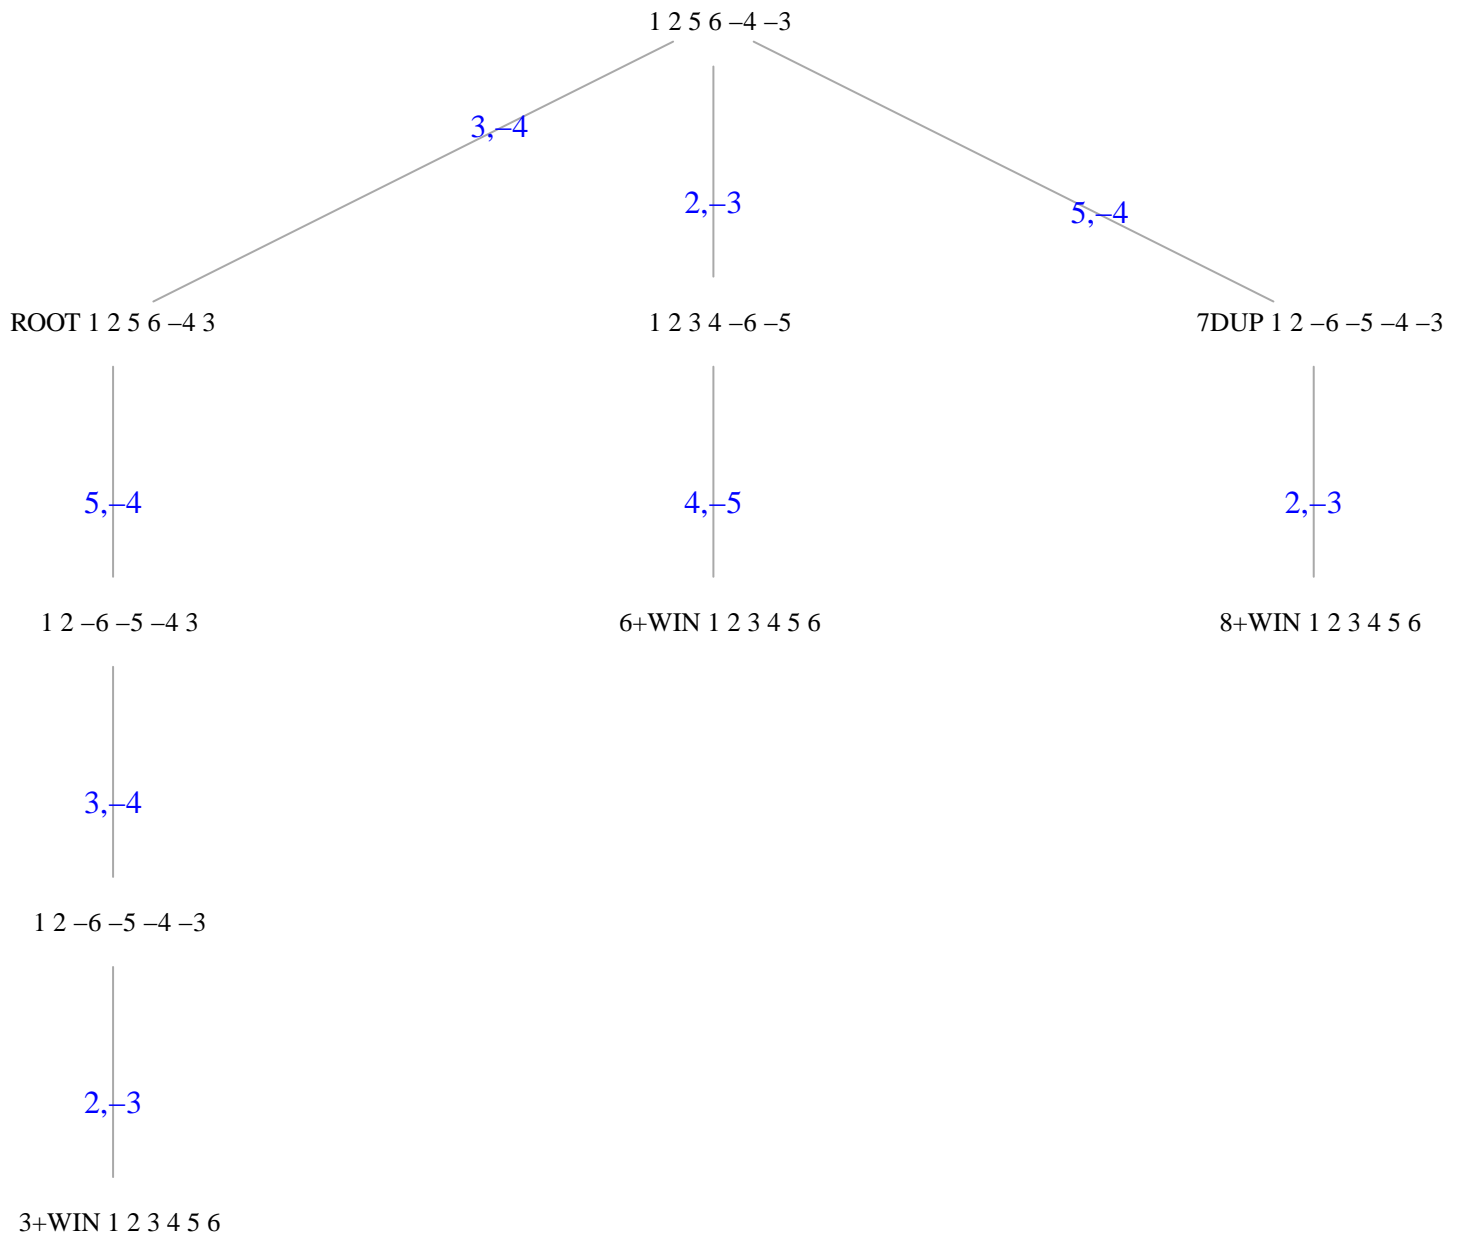 1 2 5 6 –4 –3
3,–4
2,–3
5,–4
ROOT 1 2 5 6 –4 3
1 2 3 4 –6 –5
7DUP 1 2 –6 –5 –4 –3
5,–4
4,–5
2,–3
1 2 –6 –5 –4 3
6+WIN 1 2 3 4 5 6
8+WIN 1 2 3 4 5 6
3,–4
1 2 –6 –5 –4 –3
2,–3
3+WIN 1 2 3 4 5 6